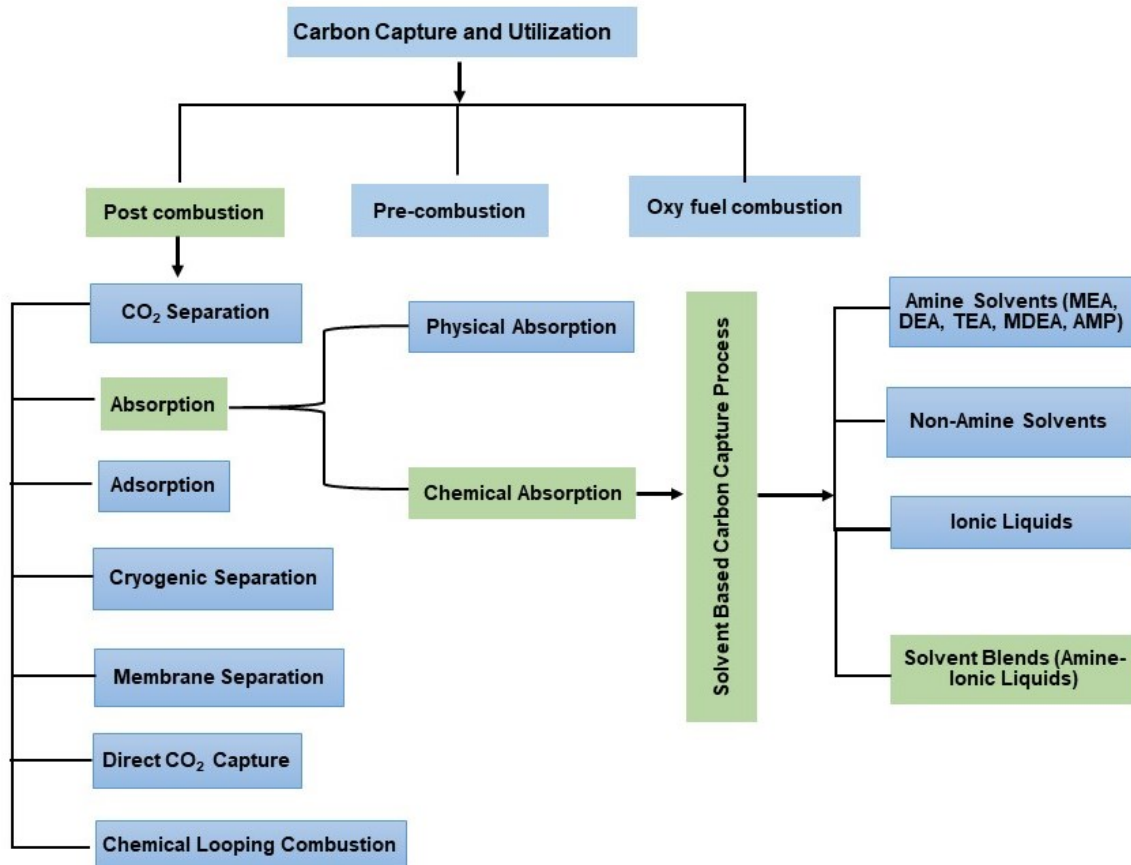 Carbon Capture and Utilization
Post combustion
Pre-combustion
Oxy fuel combustion
CO₂ Separation
Absorption
Adsorption
Cryogenic Separation
Membrane Separation
Direct CO₂ Capture
Chemical Looping Combustion
Physical Absorption
Chemical Absorption
Solvent Based Carbon Capture Process
Amine Solvents (MEA,
DEA, TEA, MDEA, AMP)
Non-Amine Solvents
Ionic Liquids
Solvent Blends (Amine-
Ionic Liquids)